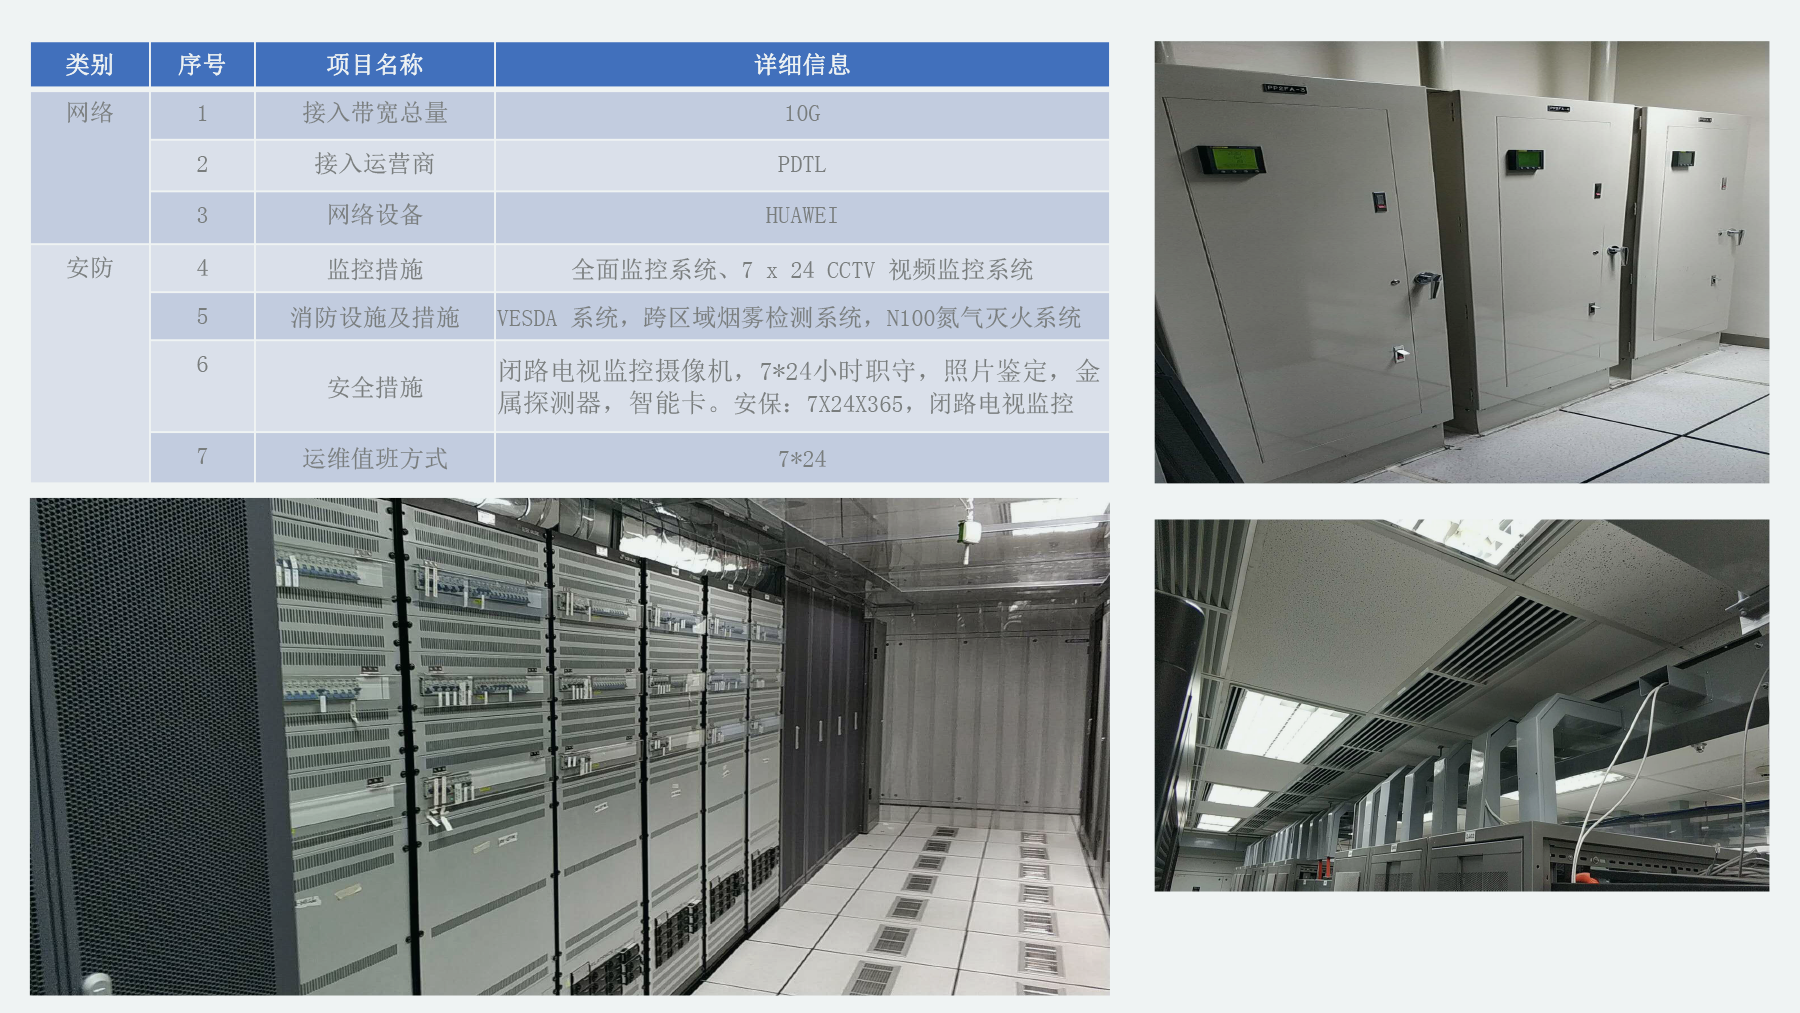 类别 序号 项目名称 详细信息
网络 1 接入带宽总量 10G
2 接入运营商 PDTL
3 网络设备 HUAWEI
安防 4 监控措施 全面监控系统、7 x 24 CCTV 视频监控系统
5 消防设施及措施 VESDA 系统，跨区域烟雾检测系统，N100氮气灭火系统
6 安全措施 闭路电视监控摄像机，7*24小时职守，照片鉴定，金
属探测器，智能卡。安保：7X24X365，闭路电视监控
7 运维值班方式 7*24